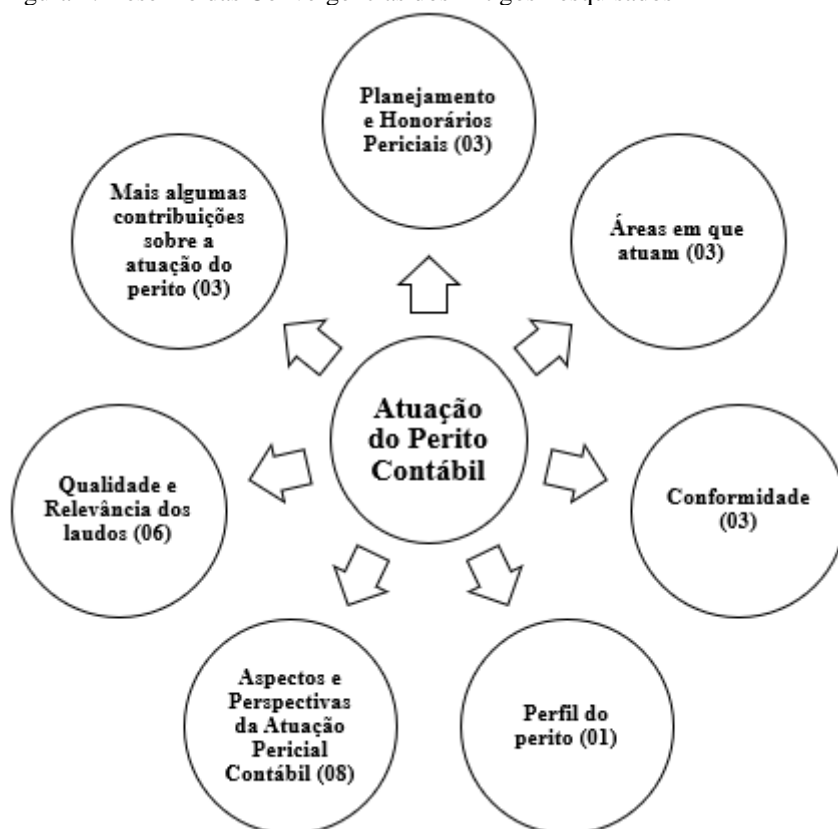 Planejamento
e Honorários
Periciais (03)
Áreas em que
atuam (03)
Conformidade
(03)
Perfil do
perito (01)
Aspectos e
Perspectivas
da Atuação
Pericial
Contábil (08)
Qualidade e
Relevância dos
laudos (06)
Mais algumas
contribuições
sobre a
atuação do
perito (03)
Atuação
do Perito
Contábil